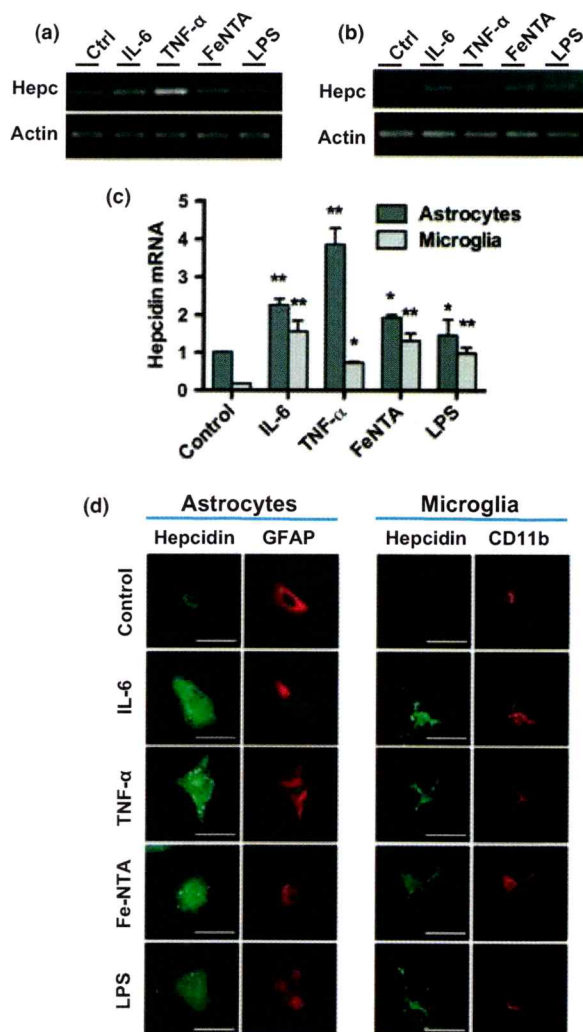 (a)
Ctrl IL-6 TNF-α FeNTA LPS
Hepc
Actin
(b)
Ctrl IL-6 TNF-α FeNTA LPS
Hepc
Actin
(c)
Hepcidin mRNA
5
4
3
2
1
0
** ** ** * * ** * **
Astrocytes
Microglia
Control IL-6 TNF-α FeNTA LPS
(d)
Astrocytes Microglia
Hepcidin GFAP Hepcidin CD11b
Control
IL-6
TNF-α
Fe-NTA
LPS